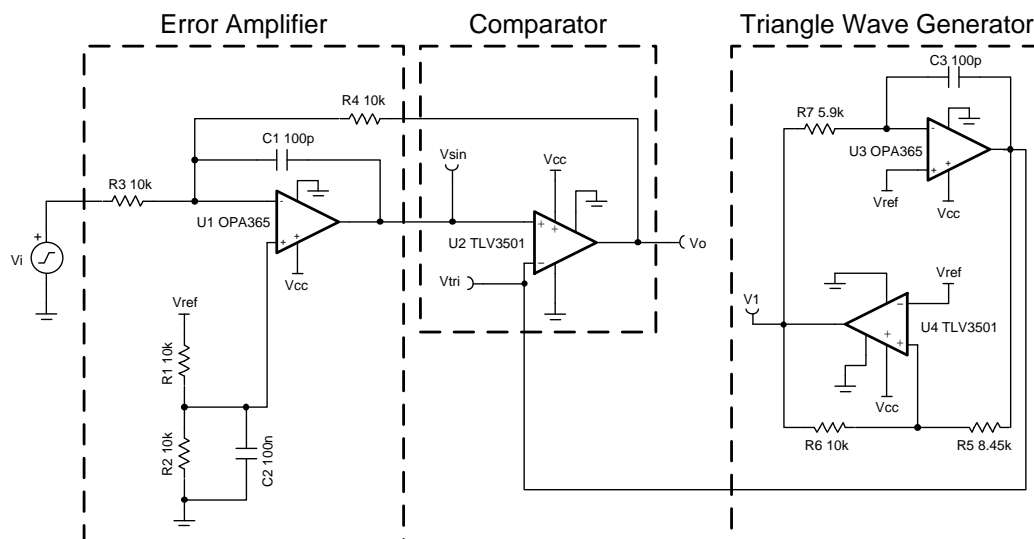 Error Amplifier
Comparator
Triangle Wave Generator
R4 10k
C1 100p
R3 10k
-
+
U1 OPA365
+
Vcc
+
Vi
Vref
R1 10k
R2 10k
C2 100n
Vsin
Vcc
+
+
U2 TLV3501
-
Vtri
Vo
C3 100p
R7 5.9k
-
U3 OPA365
+
+
Vref
Vcc
V1
Vref
-
U4 TLV3501
+
+
Vcc
R6 10k
R5 8.45k